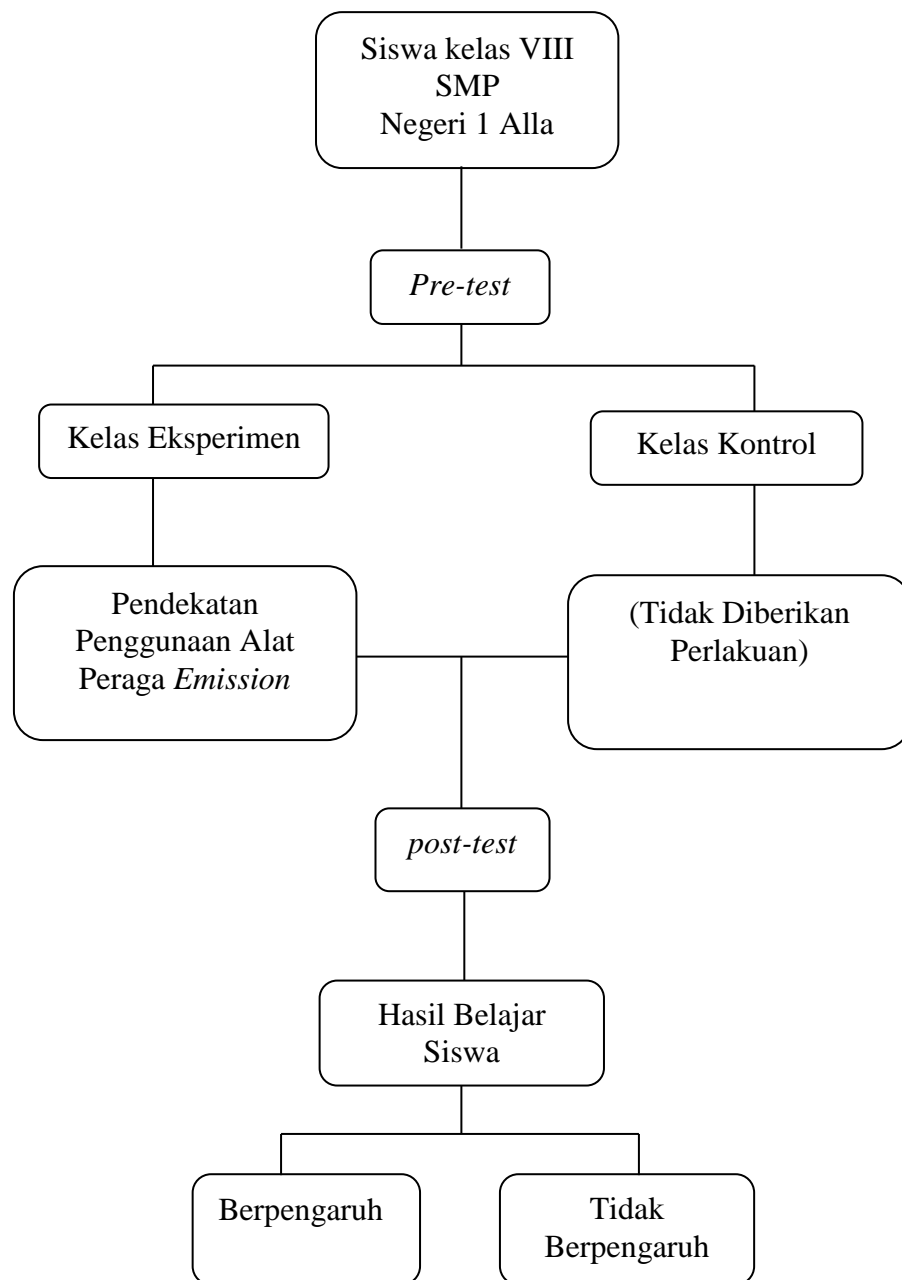 Siswa kelas VIII
SMP
Negeri 1 Alla
Pre-test
Kelas Eksperimen
Kelas Kontrol
Pendekatan
Penggunaan Alat
Peraga Emission
(Tidak Diberikan
Perlakuan)
post-test
Hasil Belajar
Siswa
Berpengaruh
Tidak
Berpengaruh